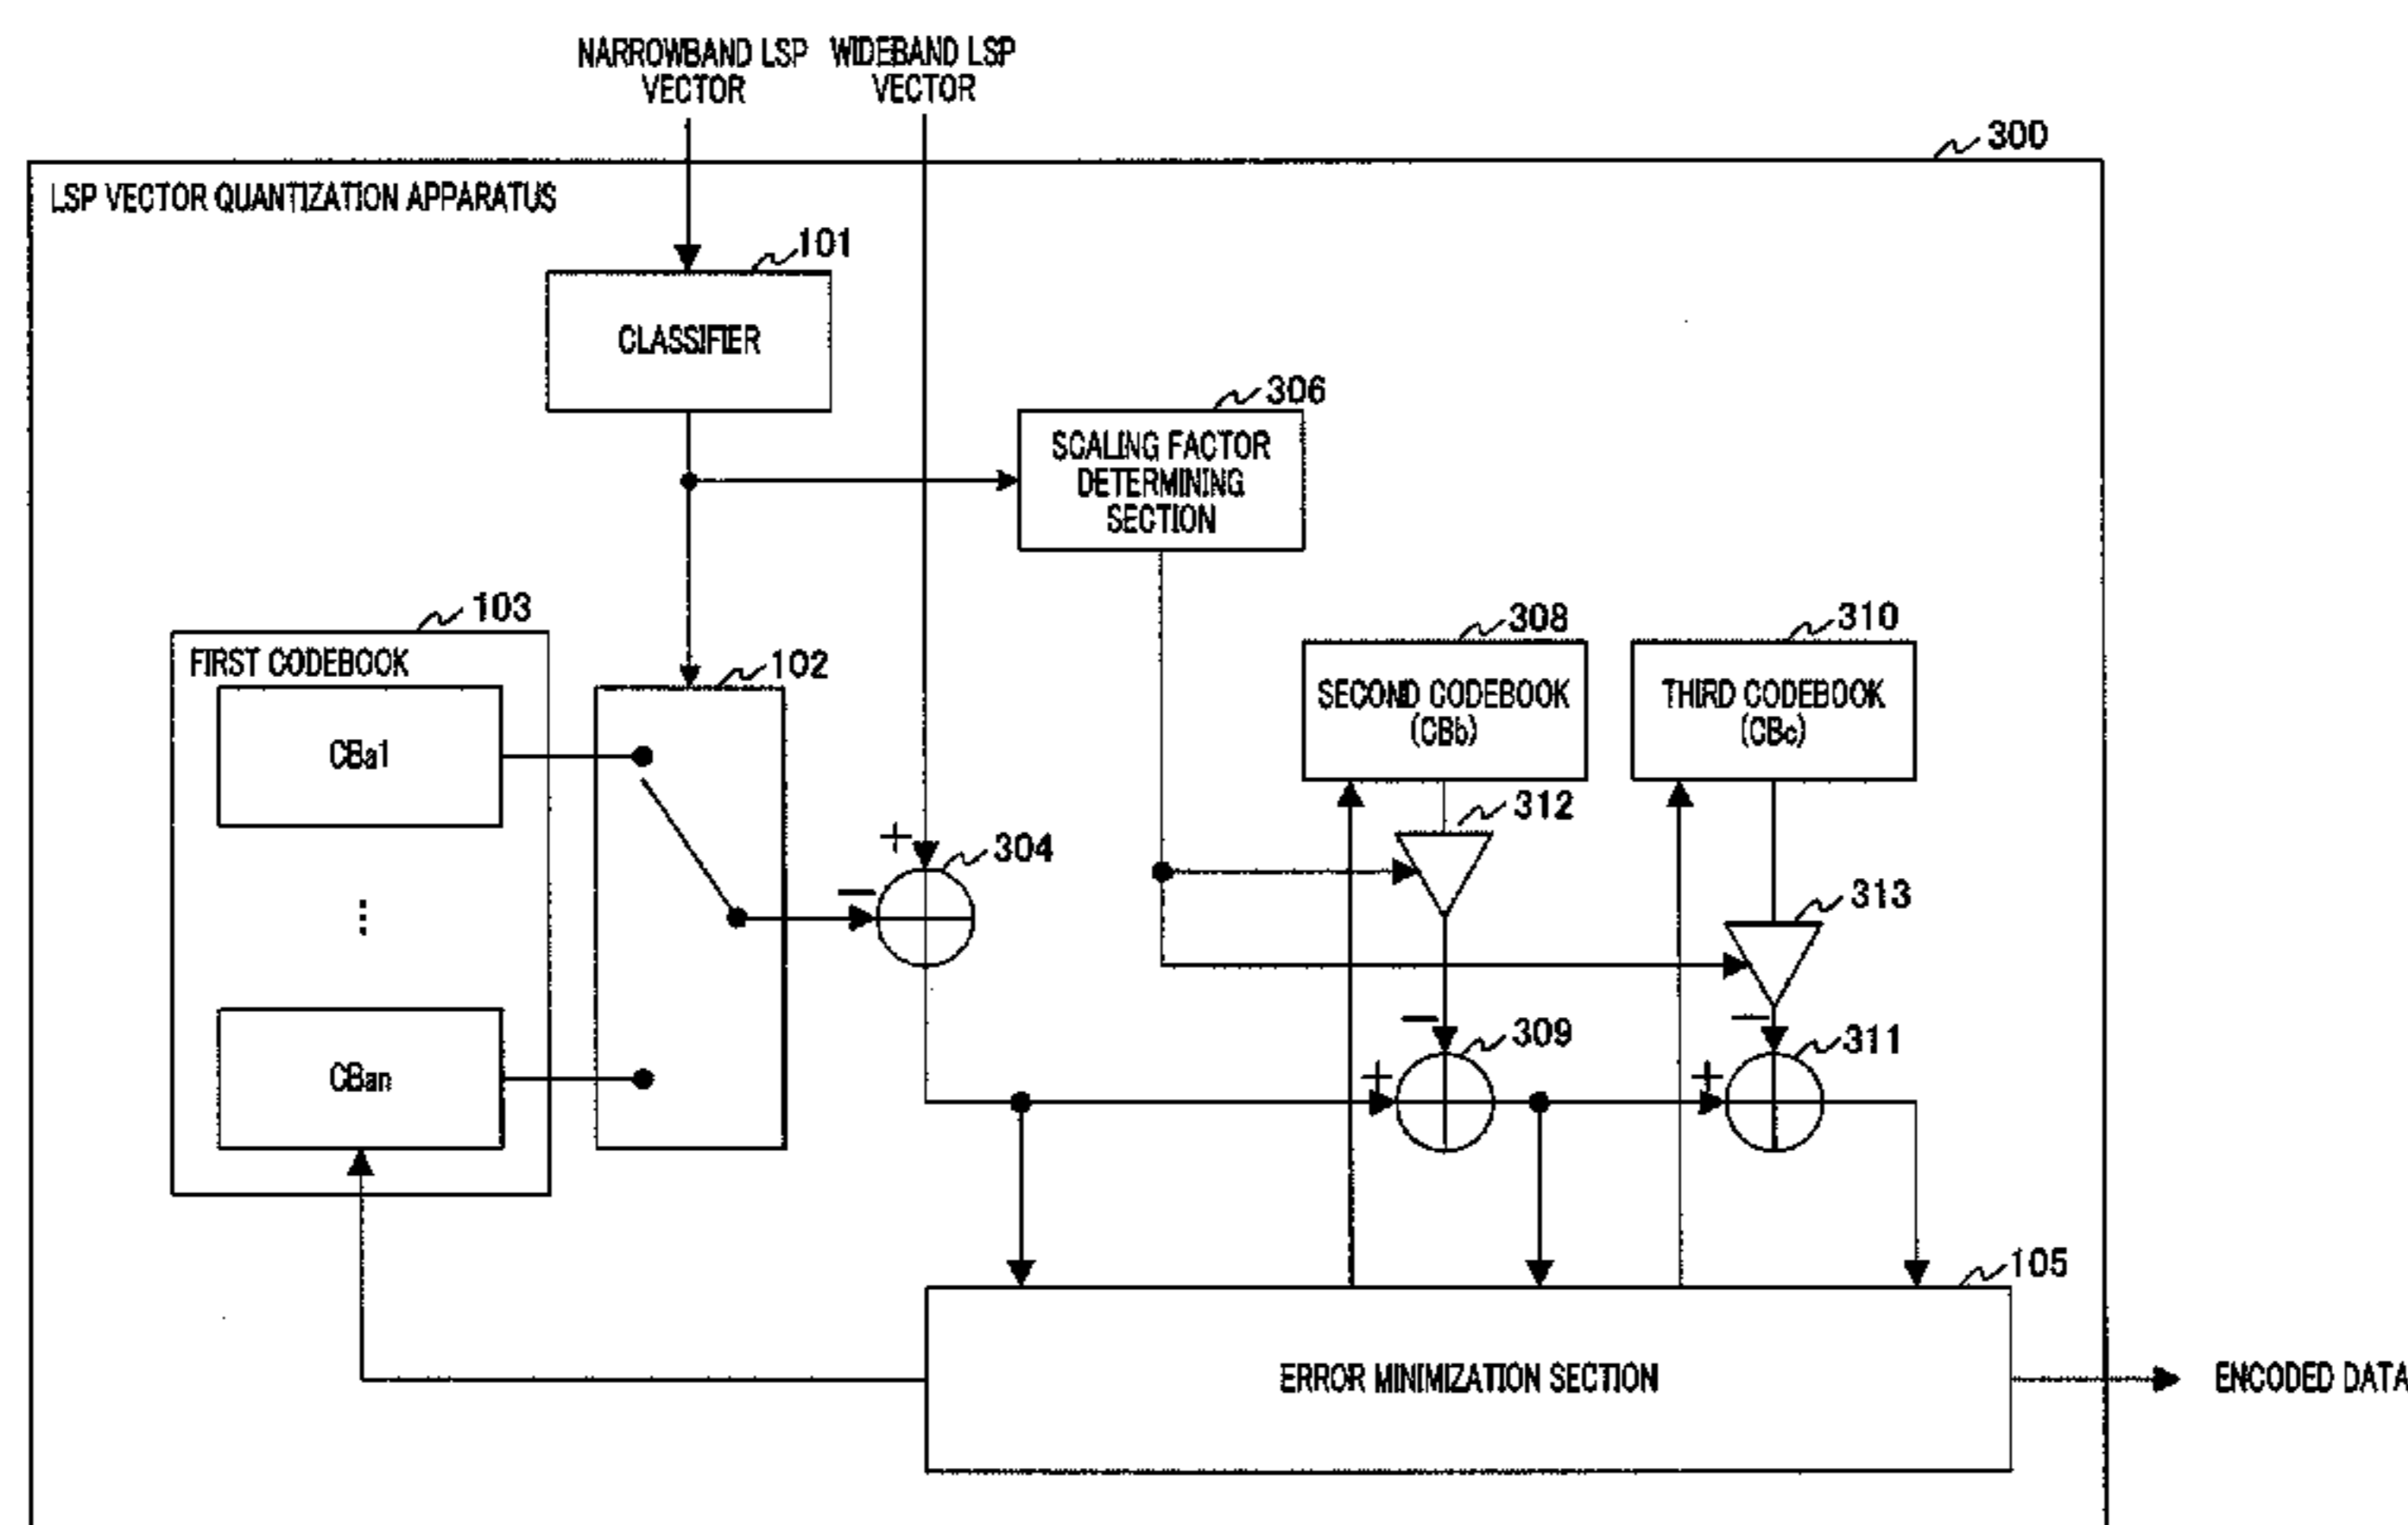 NARROWBAND LSP
VECTOR
WIDEBAND LSP
VECTOR
300
LSP VECTOR QUANTIZATION APPARATUS
101
CLASSIFIER
306
SCALING FACTOR
DETERMINING
SECTION
103
FIRST CODEBOOK
102
308
310
CBa1
SECOND CODEBOOK
(CBb)
THIRD CODEBOOK
(CBc)
312
+
304
−
313
⋮
−
309
−
311
CBan
+
+
105
ERROR MINIMIZATION SECTION
ENCODED DATA